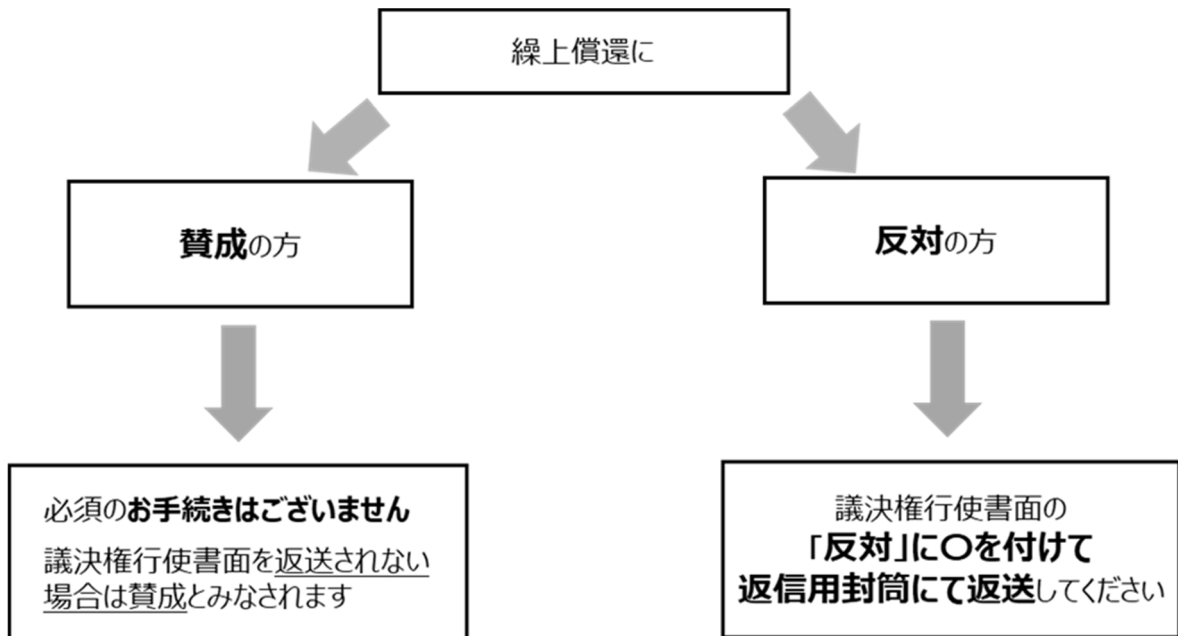 繰上償還に
賛成の方
反対の方
必須のお手続きはございません
議決権行使書面を返送されない
場合は賛成とみなされます
議決権行使書面の
「反対」に〇を付けて
返信用封筒にて返送してください